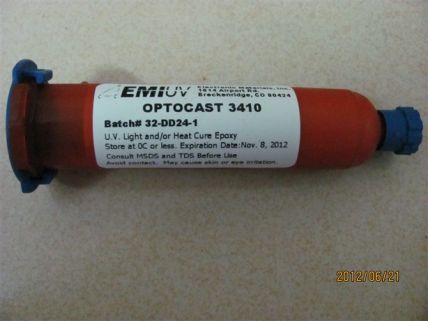 EMIUV
Electronic Materials, Inc.
1814 Airport Rd.
Breckenridge, CO 80424
OPTOCAST 3410
Batch# 32-DD24-1
U.V. Light and/or Heat Cure Epoxy
Store at 0C or less. Expiration Date:Nov. 8, 2012
Consult MSDS and TDS Before Use
Avoid contact. May cause skin or eye irritation.
2012/06/21